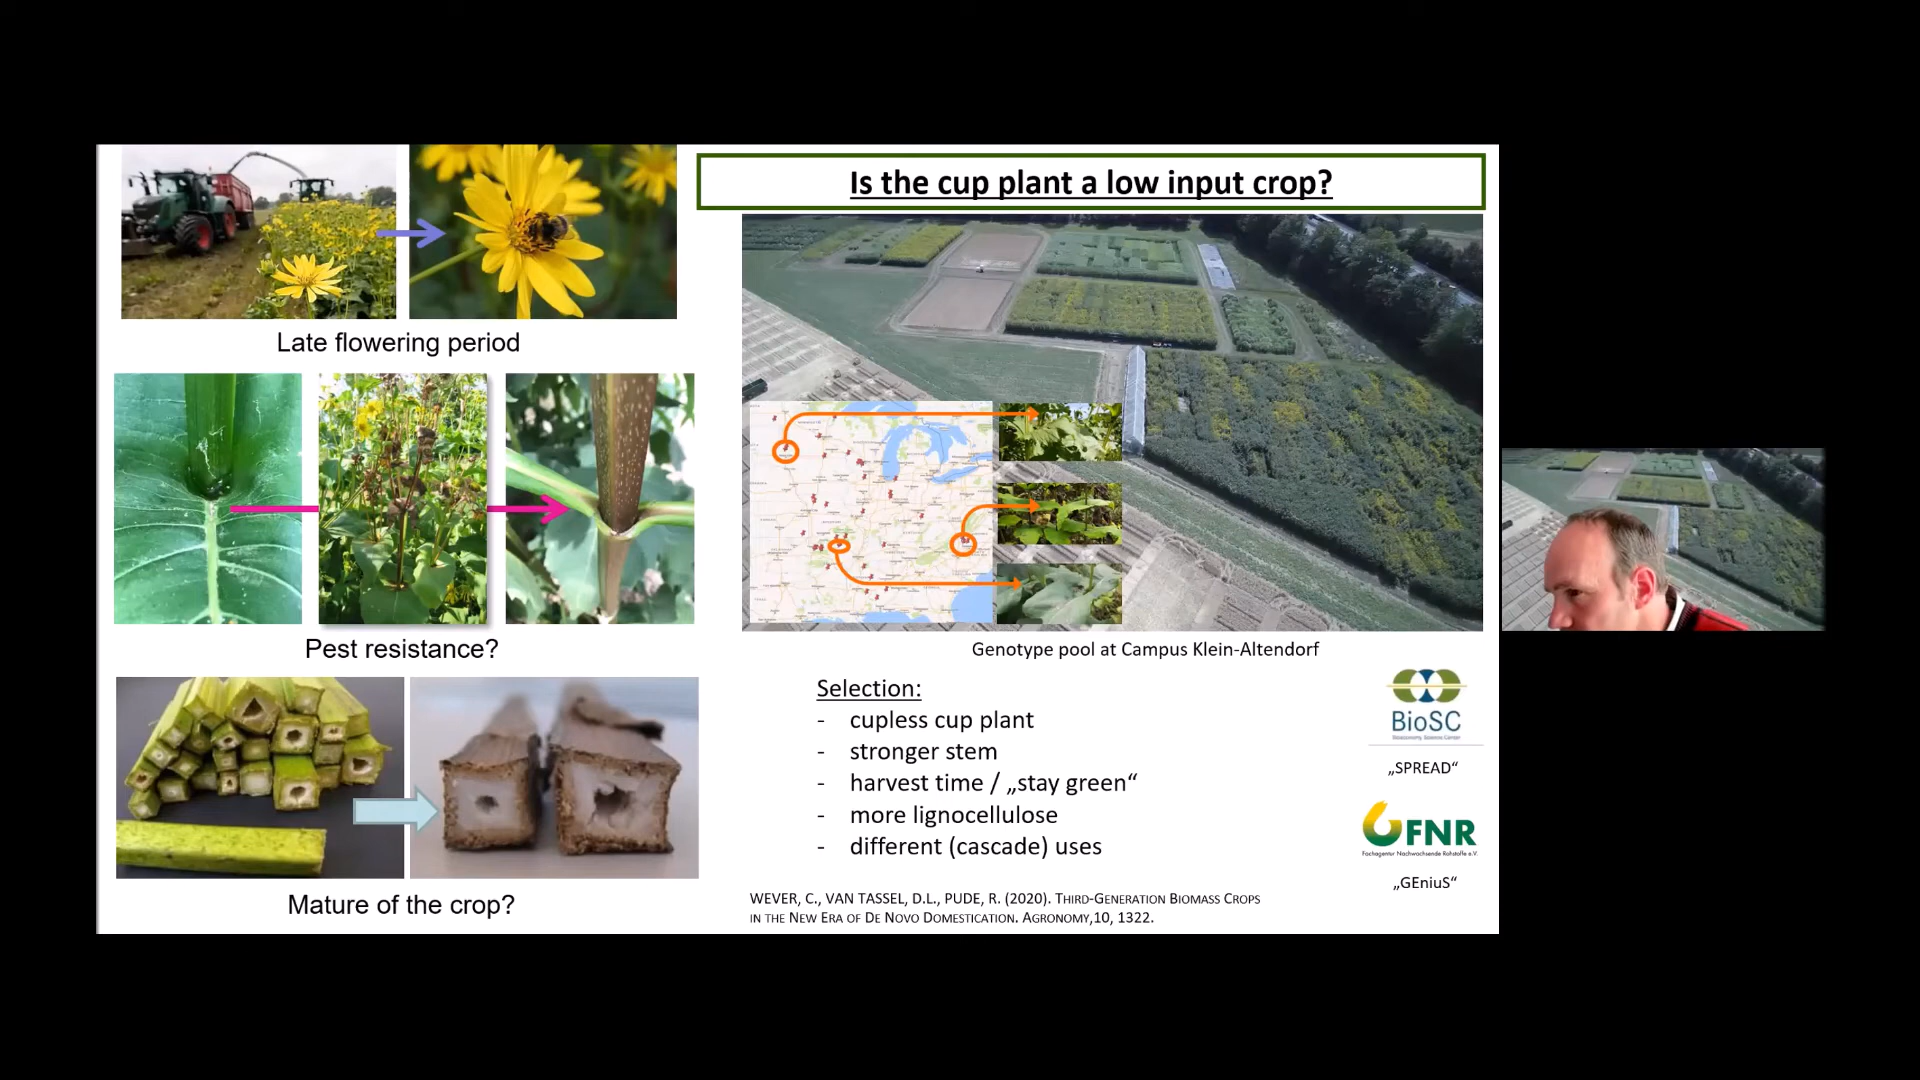 Is the cup plant a low input crop?
Late flowering period
Pest resistance?
Mature of the crop?
Genotype pool at Campus Klein-Altendorf
Selection:
- cupless cup plant
- stronger stem
- harvest time / „stay green“
- more lignocellulose
- different (cascade) uses
BioSC
„SPREAD“
FNR
Fachagentur Nachwachsende Rohstoffe e.V.
„GEniuS“
WEVER, C., VAN TASSEL, D.L., PUDE, R. (2020). THIRD-GENERATION BIOMASS CROPS
IN THE NEW ERA OF DE NOVO DOMESTICATION. AGRONOMY,10, 1322.